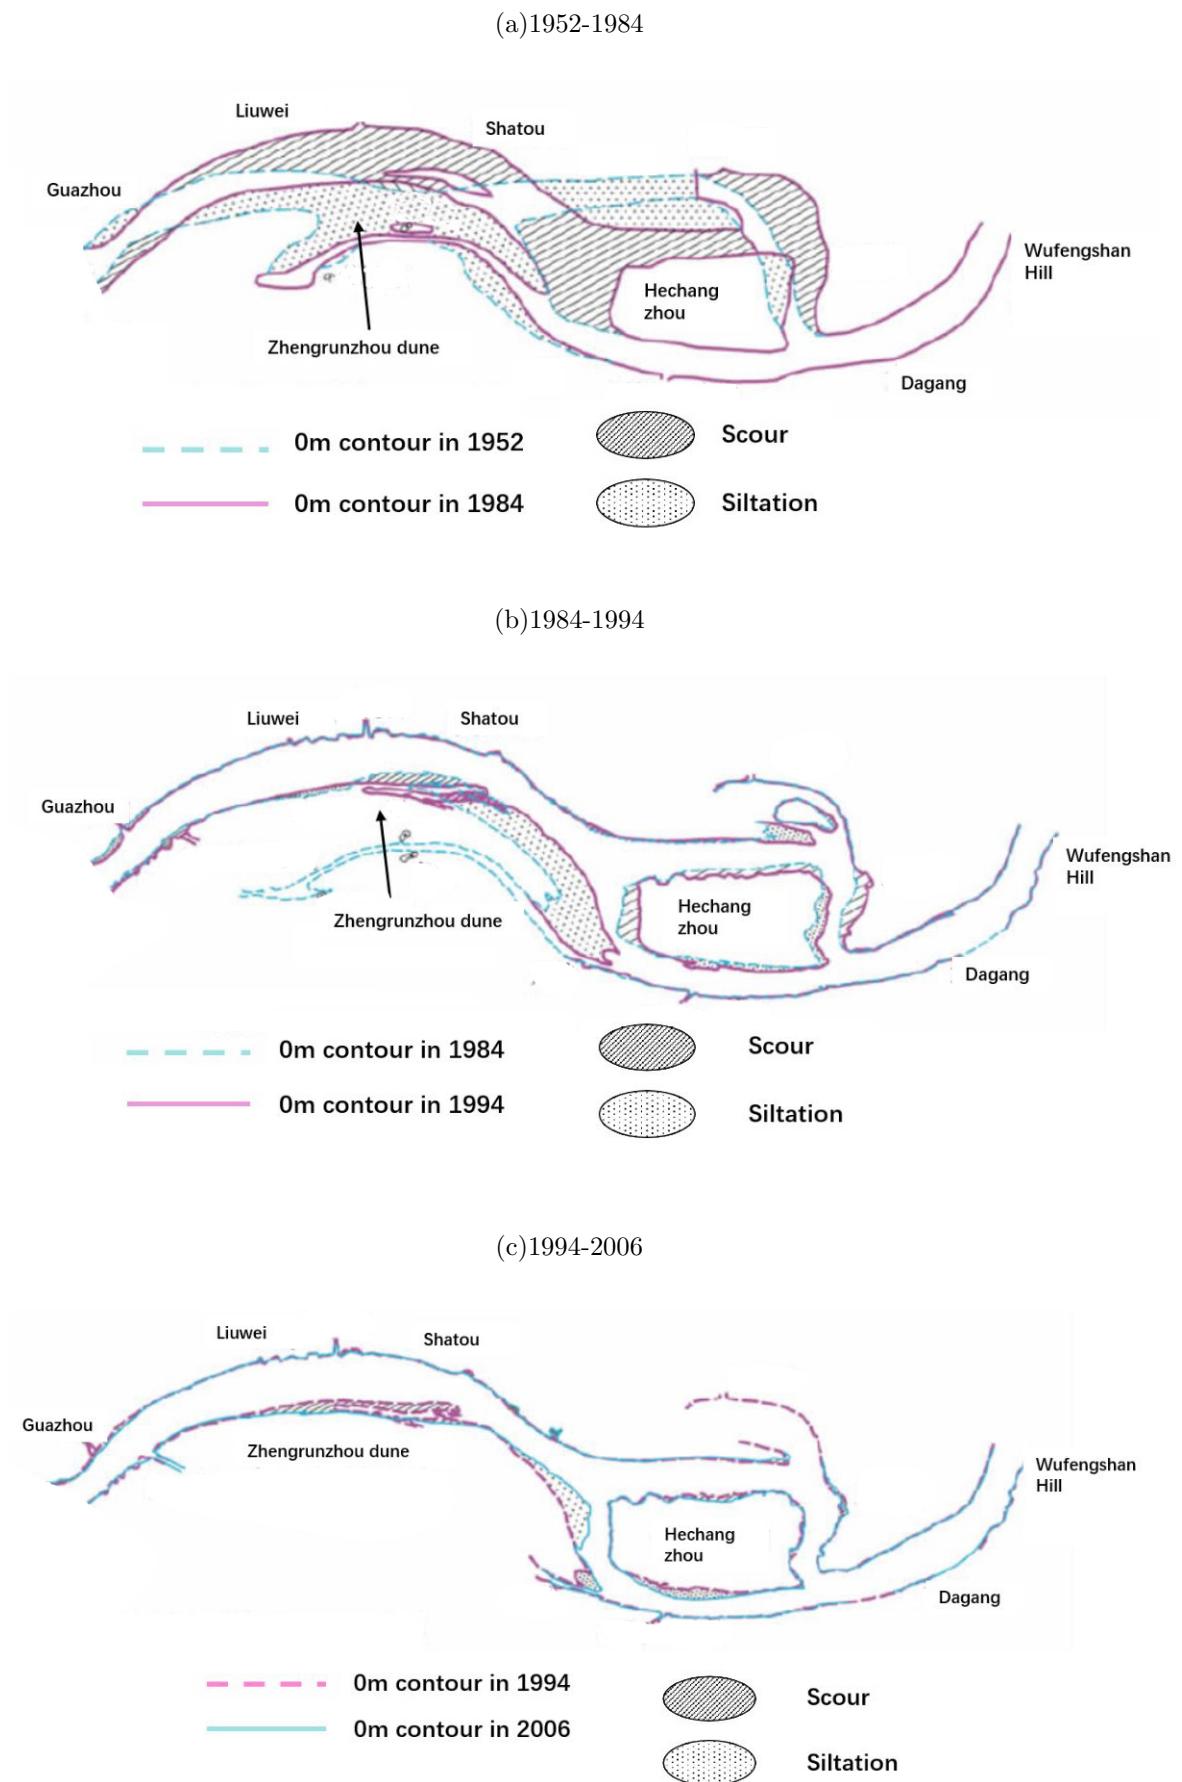 (a)1952-1984
Liuwei
Shatou
Guazhou
Wufengshan
Hill
Hechang
zhou
Zhengrunzhou dune
Dagang
0m contour in 1952
Scour
0m contour in 1984
Siltation
(b)1984-1994
Liuwei
Shatou
Guazhou
Wufengshan
Hill
Hechang
zhou
Zhengrunzhou dune
Dagang
0m contour in 1984
Scour
0m contour in 1994
Siltation
(c)1994-2006
Liuwei
Shatou
Guazhou
Zhengrunzhou dune
Wufengshan
Hill
Hechang
zhou
Dagang
0m contour in 1994
Scour
0m contour in 2006
Siltation